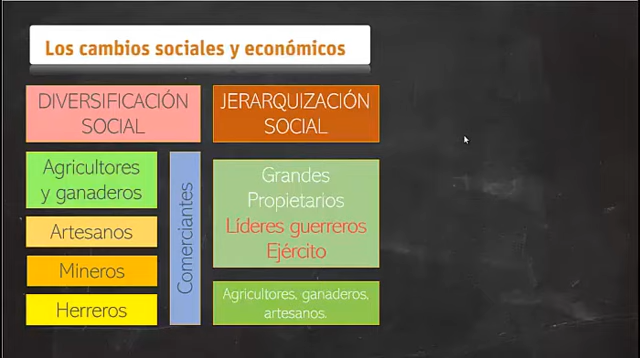 Los cambios sociales y económicos
DIVERSIFICACIÓN
SOCIAL
JERARQUIZACIÓN
SOCIAL
Agricultores
y ganaderos
Artesanos
Mineros
Herreros
Comerciantes
Grandes
Propietarios
Líderes guerreros
Ejército
Agricultores, ganaderos,
artesanos.